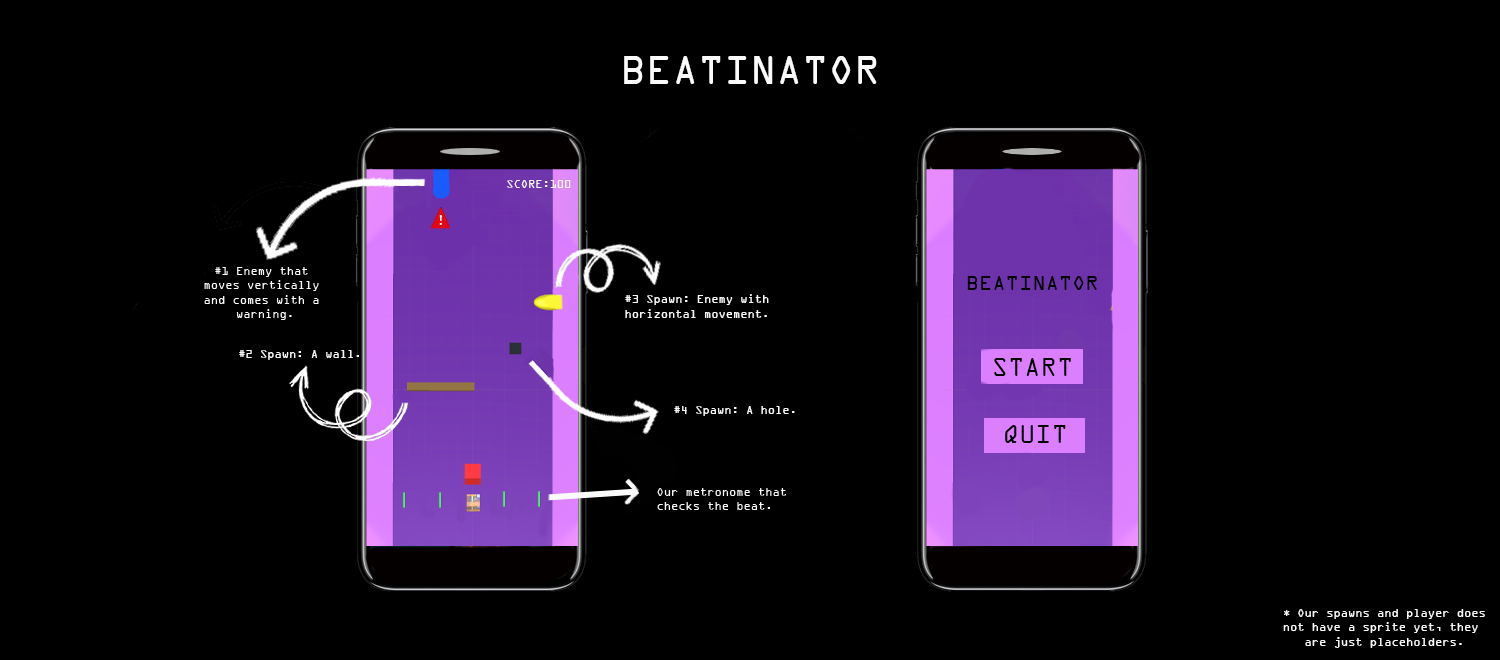 BEATINATOR
SCORE:100
!
#1 Enemy that
moves vertically
and comes with a
warning.
#3 Spawn: Enemy with
horizontal movement.
#2 Spawn: A wall.
#4 Spawn: A hole.
Our metronome that
checks the beat.
BEATINATOR
START
QUIT
* Our spawns and player does
not have a sprite yet, they
are just placeholders.